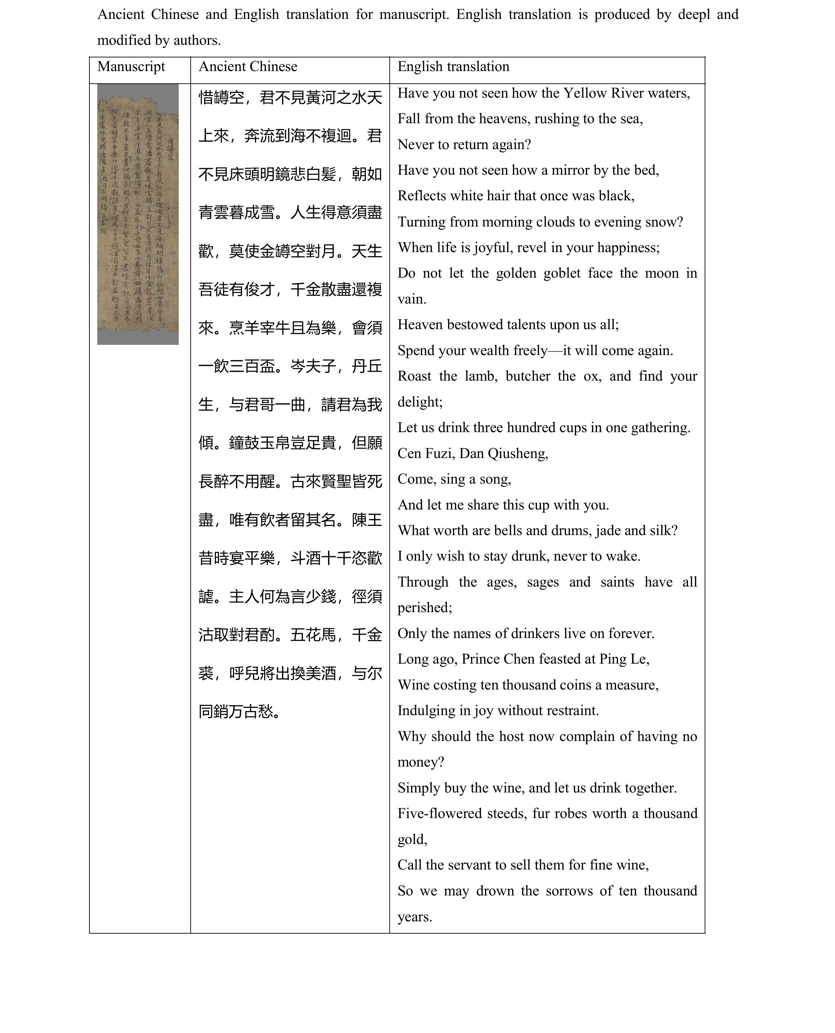 Ancient Chinese and English translation for manuscript. English translation is produced by deepl and
modified by authors.
Manuscript
Ancient Chinese
English translation
惜罇空，君不見黃河之水天
上來，奔流到海不複迴。君
不見床頭明鏡悲白髪，朝如
青雲暮成雪。人生得意須盡
歡，莫使金罇空對月。天生
吾徒有俊才，千金散盡還複
來。烹羊宰牛且為樂，會須
一飲三百盃。岑夫子，丹丘
生，与君哥一曲，請君為我
傾。鐘鼓玉帛豈足貴，但願
長醉不用醒。古來賢聖皆死
盡，唯有飲者留其名。陳王
昔時宴平樂，斗酒十千恣歡
謔。主人何為言少錢，徑須
沽取對君酌。五花馬，千金
裘，呼兒將出換美酒，与尔
同銷万古愁。
Have you not seen how the Yellow River waters,
Fall from the heavens, rushing to the sea,
Never to return again?
Have you not seen how a mirror by the bed,
Reflects white hair that once was black,
Turning from morning clouds to evening snow?
When life is joyful, revel in your happiness;
Do not let the golden goblet face the moon in
vain.
Heaven bestowed talents upon us all;
Spend your wealth freely—it will come again.
Roast the lamb, butcher the ox, and find your
delight;
Let us drink three hundred cups in one gathering.
Cen Fuzi, Dan Qiusheng,
Come, sing a song,
And let me share this cup with you.
What worth are bells and drums, jade and silk?
I only wish to stay drunk, never to wake.
Through the ages, sages and saints have all
perished;
Only the names of drinkers live on forever.
Long ago, Prince Chen feasted at Ping Le,
Wine costing ten thousand coins a measure,
Indulging in joy without restraint.
Why should the host now complain of having no
money?
Simply buy the wine, and let us drink together.
Five-flowered steeds, fur robes worth a thousand
gold,
Call the servant to sell them for fine wine,
So we may drown the sorrows of ten thousand
years.